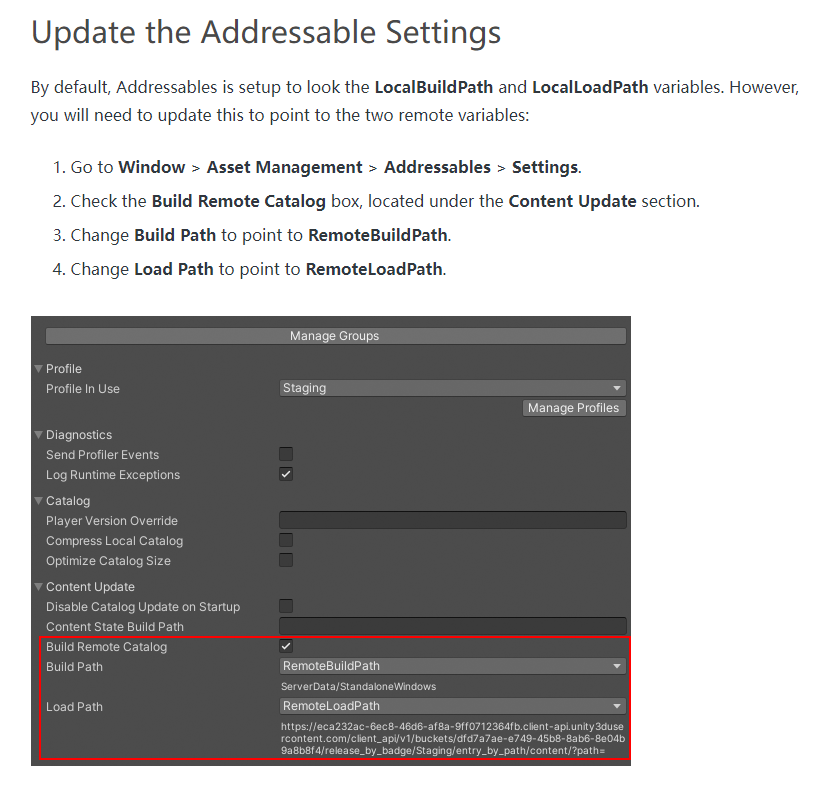 Update the Addressable Settings
By default, Addressables is setup to look the LocalBuildPath and LocalLoadPath variables. However,
you will need to update this to point to the two remote variables:
1. Go to Window > Asset Management > Addressables > Settings.
2. Check the Build Remote Catalog box, located under the Content Update section.
3. Change Build Path to point to RemoteBuildPath.
4. Change Load Path to point to RemoteLoadPath.
Manage Groups
Profile
Profile In Use Staging
Manage Profiles
Diagnostics
Send Profiler Events
Log Runtime Exceptions
Catalog
Player Version Override
Compress Local Catalog
Optimize Catalog Size
Content Update
Disable Catalog Update on Startup
Content State Build Path
Build Remote Catalog
Build Path RemoteBuildPath
ServerData/StandaloneWindows
Load Path RemoteLoadPath
https://eca232ac-6ec8-46d6-af8a-9ff0712364fb.client-api.unity3duse
rcontent.com/client_api/v1/buckets/dfd7a7ae-e749-45b8-8ab6-8e04b
9a8b8f4/release_by_badge/Staging/entry_by_path/content/?path=